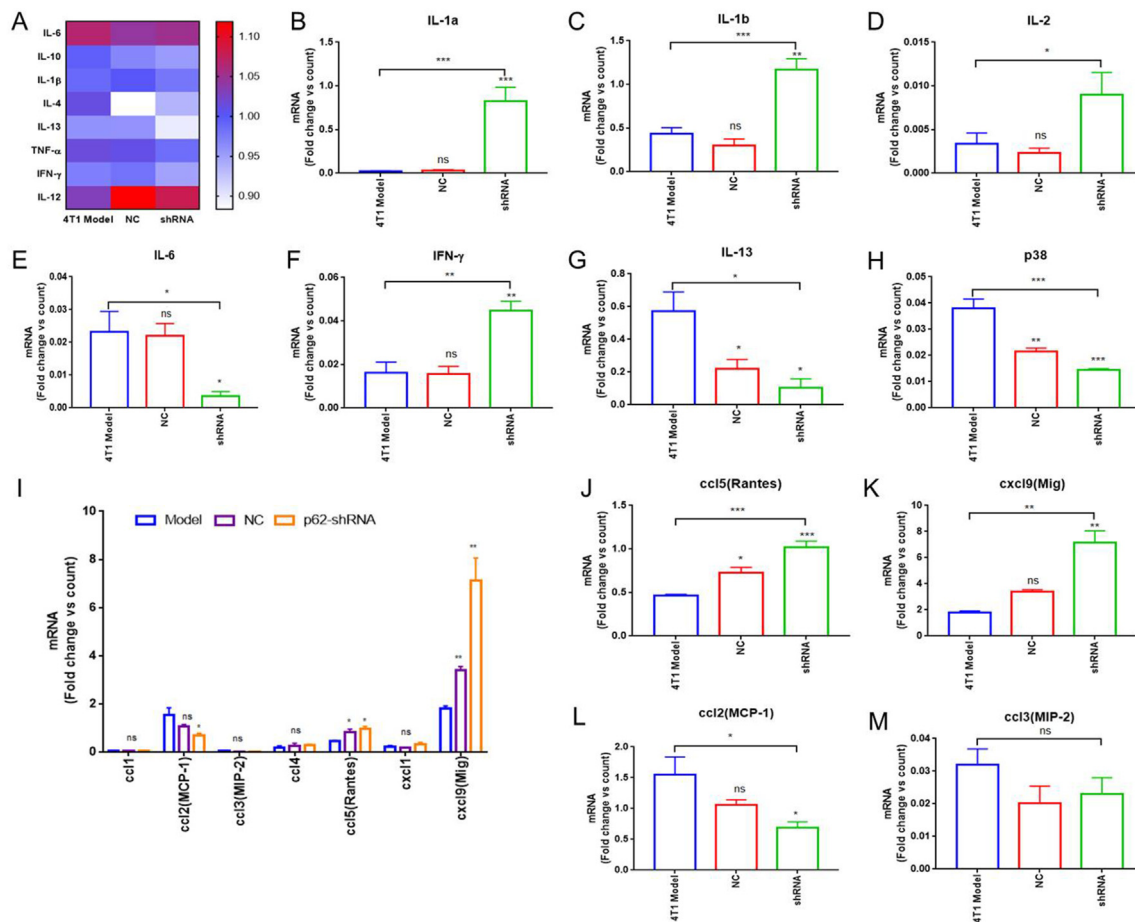 A
IL-6
IL-10
IL-1β
IL-4
IL-13
TNF-α
IFN-γ
IL-12
4T1 Model NC shRNA
1.10
1.05
1.00
0.95
0.90
B
IL-1a
mRNA
(Fold change vs count)
1.5
1.0
0.5
0.0
***
ns
***
4T1 Model
NC
shRNA
C
IL-1b
mRNA
(Fold change vs count)
1.5
1.0
0.5
0.0
***
ns
**
4T1 Model
NC
shRNA
D
IL-2
mRNA
(Fold change vs count)
0.015
0.010
0.005
0.000
*
ns
4T1 Model
NC
shRNA
E
IL-6
mRNA
(Fold change vs count)
0.04
0.03
0.02
0.01
0.00
*
ns
*
4T1 Model
NC
shRNA
F
IFN-γ
mRNA
(Fold change vs count)
0.06
0.04
0.02
0.00
**
ns
**
4T1 Model
NC
shRNA
G
IL-13
mRNA
(Fold change vs count)
0.8
0.6
0.4
0.2
0.0
*
*
*
4T1 Model
NC
shRNA
H
p38
mRNA
(Fold change vs count)
0.05
0.04
0.03
0.02
0.01
0.00
***
**
***
4T1 Model
NC
shRNA
I
Model NC p62-shRNA
mRNA
(Fold change vs count)
10
8
6
4
2
0
ns
ns
*
ns
ns
*
*
ns
**
**
ccl1
ccl2(MCP-1)
ccl3(MIP-2)
ccl4
ccl5(Rantes)
cxcl1
cxcl9(Mig)
J
ccl5(Rantes)
mRNA
(Fold change vs count)
1.5
1.0
0.5
0.0
***
*
***
4T1 Model
NC
shRNA
K
cxcl9(Mig)
mRNA
(Fold change vs count)
10
8
6
4
2
0
**
ns
**
4T1 Model
NC
shRNA
L
ccl2(MCP-1)
mRNA
(Fold change vs count)
2.0
1.5
1.0
0.5
0.0
*
ns
*
4T1 Model
NC
shRNA
M
ccl3(MIP-2)
mRNA
(Fold change vs count)
0.04
0.03
0.02
0.01
0.00
ns
4T1 Model
NC
shRNA